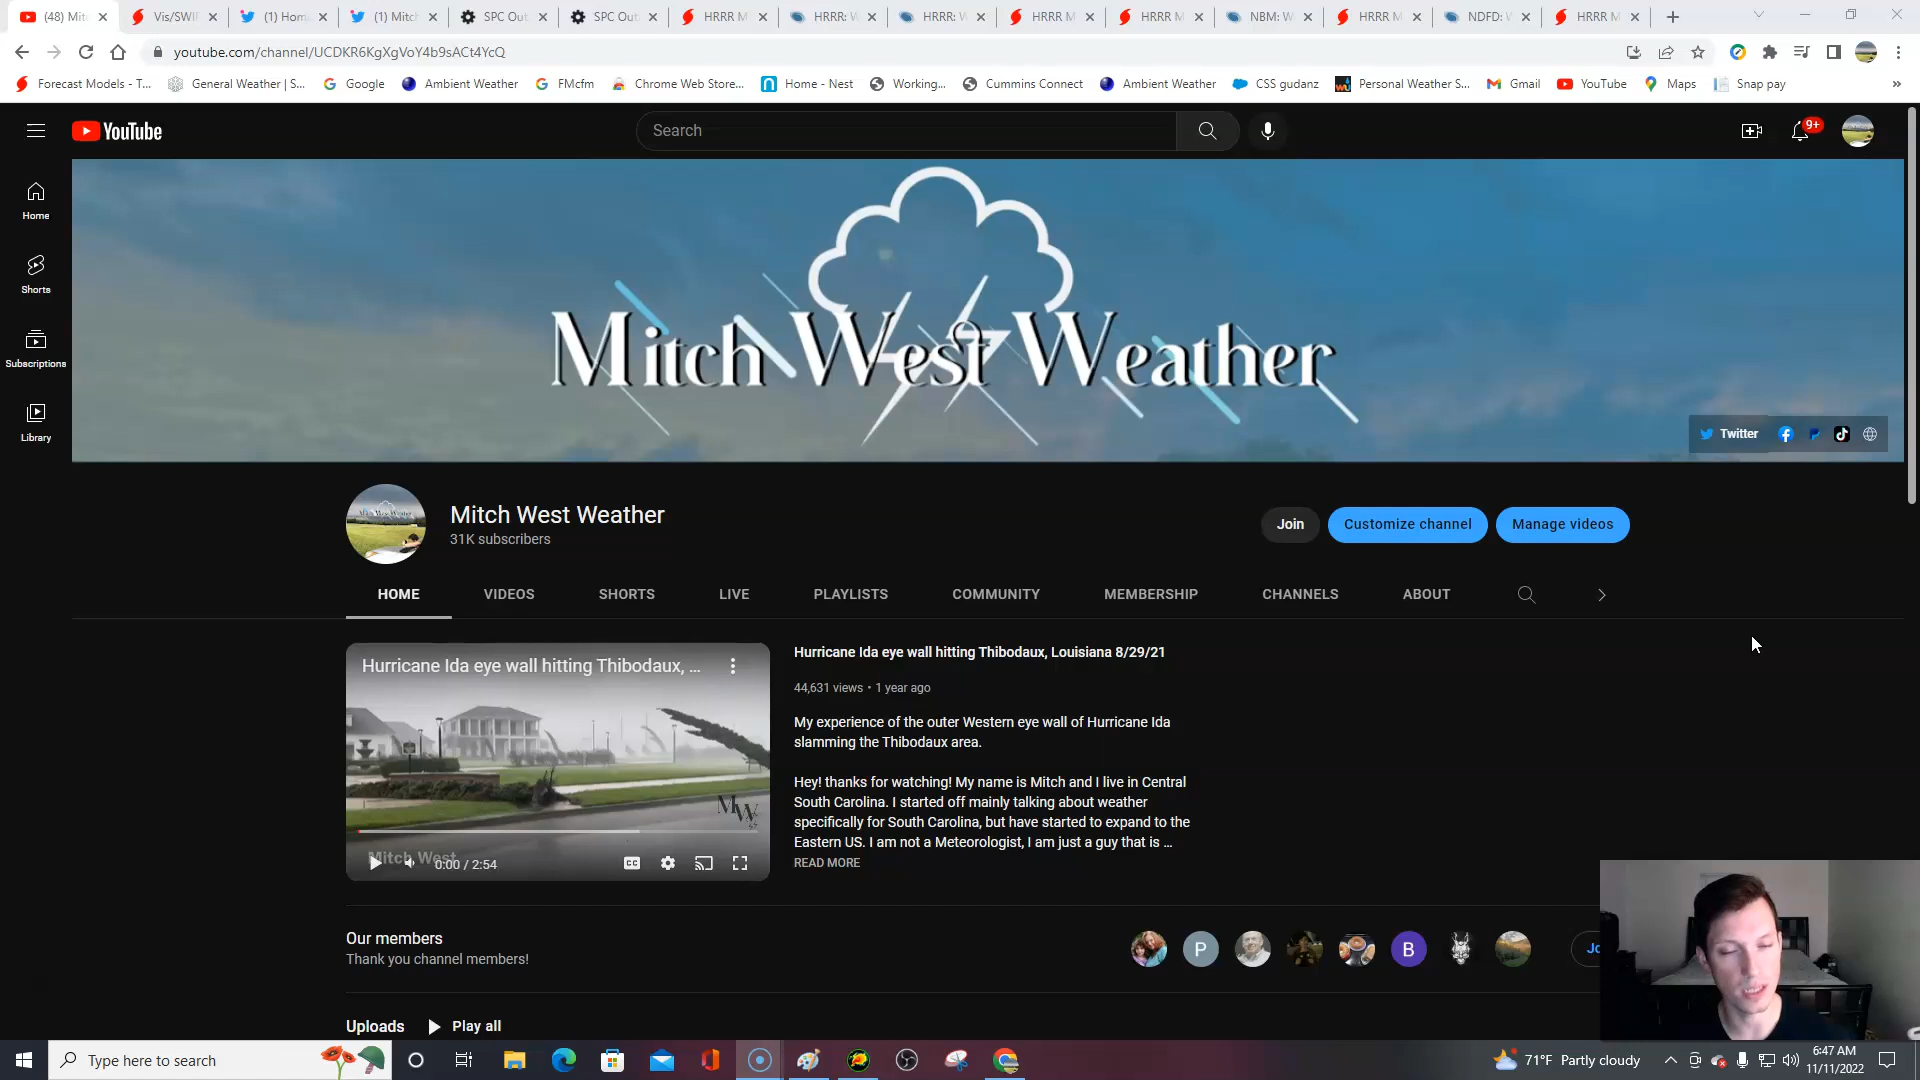 (48) Mitc
Vis/SWIR
(1) Home
(1) Mitch
SPC Out
SPC Out
HRRR M
HRRR: W
HRRR: W
HRRR M
HRRR M
NBM: W
HRRR M
NDFD: W
HRRR M
youtube.com/channel/UCDKR6KgXgVoY4b9sACt4YcQ
Forecast Models - T...
General Weather | S...
Google
Ambient Weather
FMcfm
Chrome Web Store...
Home - Nest
Working...
Cummins Connect
Ambient Weather
CSS gudanz
Personal Weather S...
Gmail
YouTube
Maps
Snap pay
YouTube
Search
9+
Home
Shorts
Subscriptions
Library
Mitch West Weather
Twitter
Mitch West Weather
31K subscribers
Join
Customize channel
Manage videos
HOME
VIDEOS
SHORTS
LIVE
PLAYLISTS
COMMUNITY
MEMBERSHIP
CHANNELS
ABOUT
Hurricane Ida eye wall hitting Thibodaux, ...
MW
Mitch West
0:00 / 2:54
CC
Hurricane Ida eye wall hitting Thibodaux, Louisiana 8/29/21
44,631 views • 1 year ago
My experience of the outer Western eye wall of Hurricane Ida
slamming the Thibodaux area.
Hey! thanks for watching! My name is Mitch and I live in Central
South Carolina. I started off mainly talking about weather
specifically for South Carolina, but have started to expand to the
Eastern US. I am not a Meteorologist, I am just a guy that is ...
READ MORE
Our members
Thank you channel members!
P
B
Jo
Uploads
Play all
Type here to search
71°F Partly cloudy
6:47 AM
11/11/2022